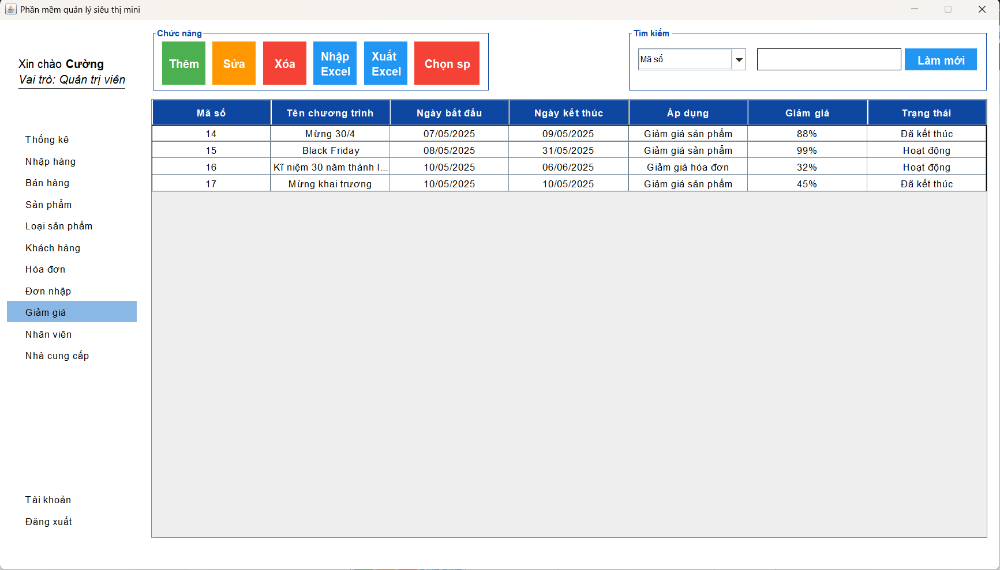 Phần mềm quản lý siêu thị mini
Xin chào Cường
Vai trò: Quản trị viên
Thống kê
Nhập hàng
Bán hàng
Sản phẩm
Loại sản phẩm
Khách hàng
Hóa đơn
Đơn nhập
Giảm giá
Nhân viên
Nhà cung cấp
Tài khoản
Đăng xuất
Chức năng
Thêm
Sửa
Xóa
Nhập
Excel
Xuất
Excel
Chọn sp
Tìm kiếm
Mã số
Làm mới
Mã số Tên chương trình Ngày bắt đầu Ngày kết thúc Áp dụng Giảm giá Trạng thái
14 Mừng 30/4 07/05/2025 09/05/2025 Giảm giá sản phẩm 88% Đã kết thúc
15 Black Friday 08/05/2025 31/05/2025 Giảm giá sản phẩm 99% Hoạt động
16 Kĩ niệm 30 năm thành l... 10/05/2025 06/06/2025 Giảm giá hóa đơn 32% Hoạt động
17 Mừng khai trương 10/05/2025 10/05/2025 Giảm giá sản phẩm 45% Đã kết thúc